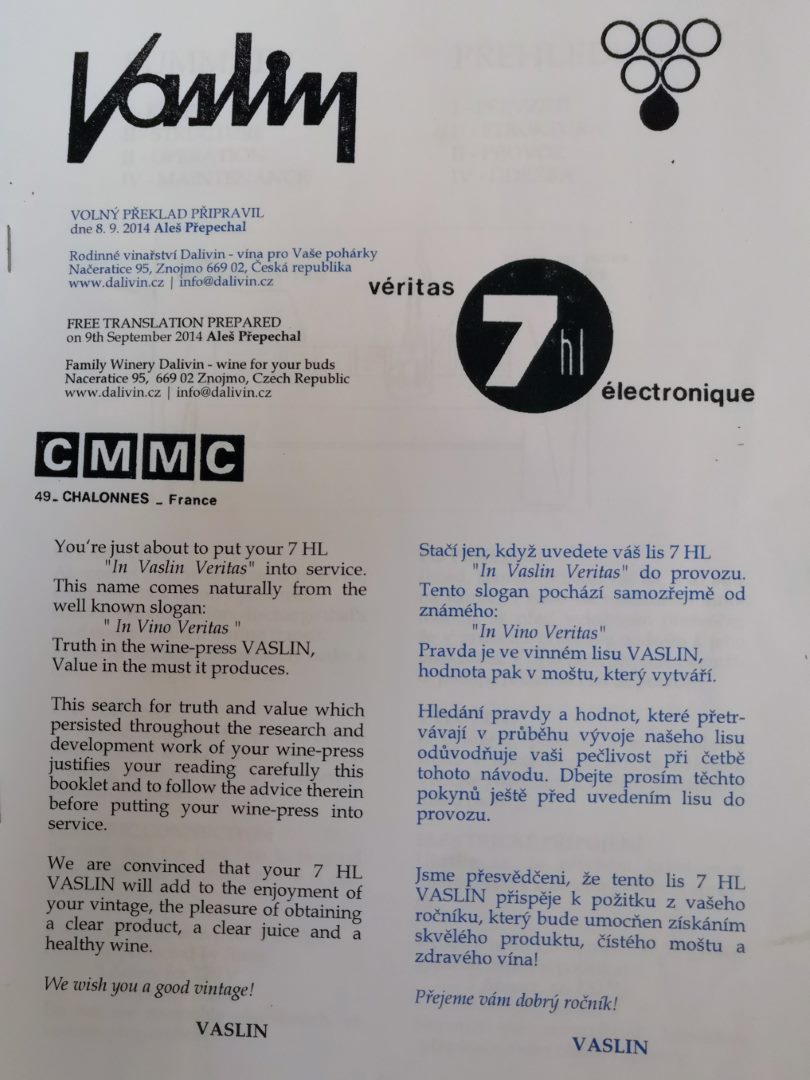 Vaslin
VOLNÝ PŘEKLAD PŘIPRAVIL
dne 8. 9. 2014 Aleš Přepechal
Rodinné vinařství Dalivin - vína pro Vaše pohárky
Načeratice 95, Znojmo 669 02, Česká republika
www.dalivin.cz | info@dalivin.cz
FREE TRANSLATION PREPARED
on 9th September 2014 Aleš Přepechal
Family Winery Dalivin - wine for your buds
Naceratice 95, 669 02 Znojmo, Czech Republic
www.dalivin.cz | info@dalivin.cz
véritas
7 hl
électronique
CMMC
49_ CHALONNES _ France
You're just about to put your 7 HL
"In Vaslin Veritas" into service.
This name comes naturally from the
well known slogan:
" In Vino Veritas "
Truth in the wine-press VASLIN,
Value in the must it produces.
This search for truth and value which
persisted throughout the research and
development work of your wine-press
justifies your reading carefully this
booklet and to follow the advice therein
before putting your wine-press into
service.
We are convinced that your 7 HL
VASLIN will add to the enjoyment of
your vintage, the pleasure of obtaining
a clear product, a clear juice and a
healthy wine.
We wish you a good vintage!
VASLIN
Stačí jen, když uvedete váš lis 7 HL
"In Vaslin Veritas" do provozu.
Tento slogan pochází samozřejmě od
známého:
"In Vino Veritas"
Pravda je ve vinném lisu VASLIN,
hodnota pak v moštu, který vytváří.
Hledání pravdy a hodnot, které přetr-
vávají v průběhu vývoje našeho lisu
odůvodňuje vaši pečlivost při četbě
tohoto návodu. Dbejte prosím těchto
pokynů ještě před uvedením lisu do
provozu.
Jsme přesvědčeni, že tento lis 7 HL
VASLIN přispěje k požitku z vašeho
ročníku, který bude umocňen získáním
skvělého produktu, čístého moštu a
zdravého vína!
Přejeme vám dobrý ročník!
VASLIN